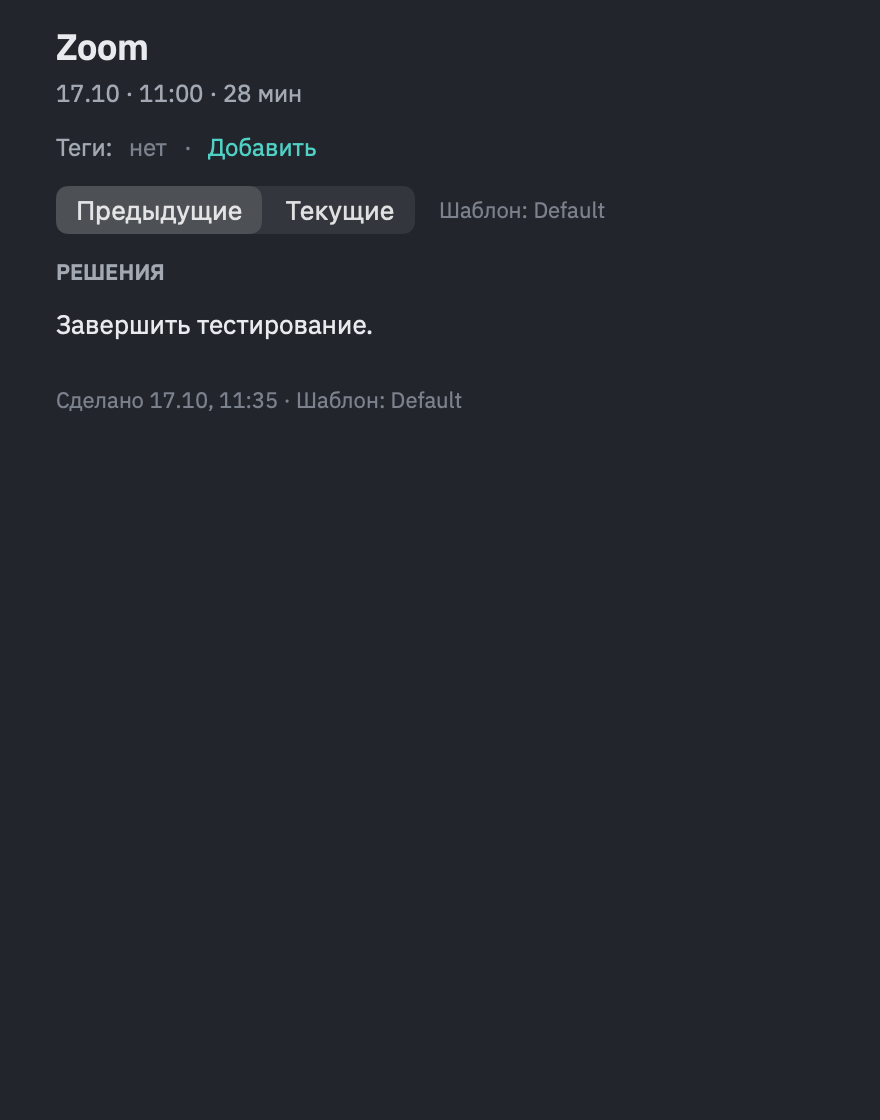 Zoom
17.10 · 11:00 · 28 мин
Теги: нет · Добавить
Предыдущие Текущие Шаблон: Default
РЕШЕНИЯ
Завершить тестирование.
Сделано 17.10, 11:35 · Шаблон: Default